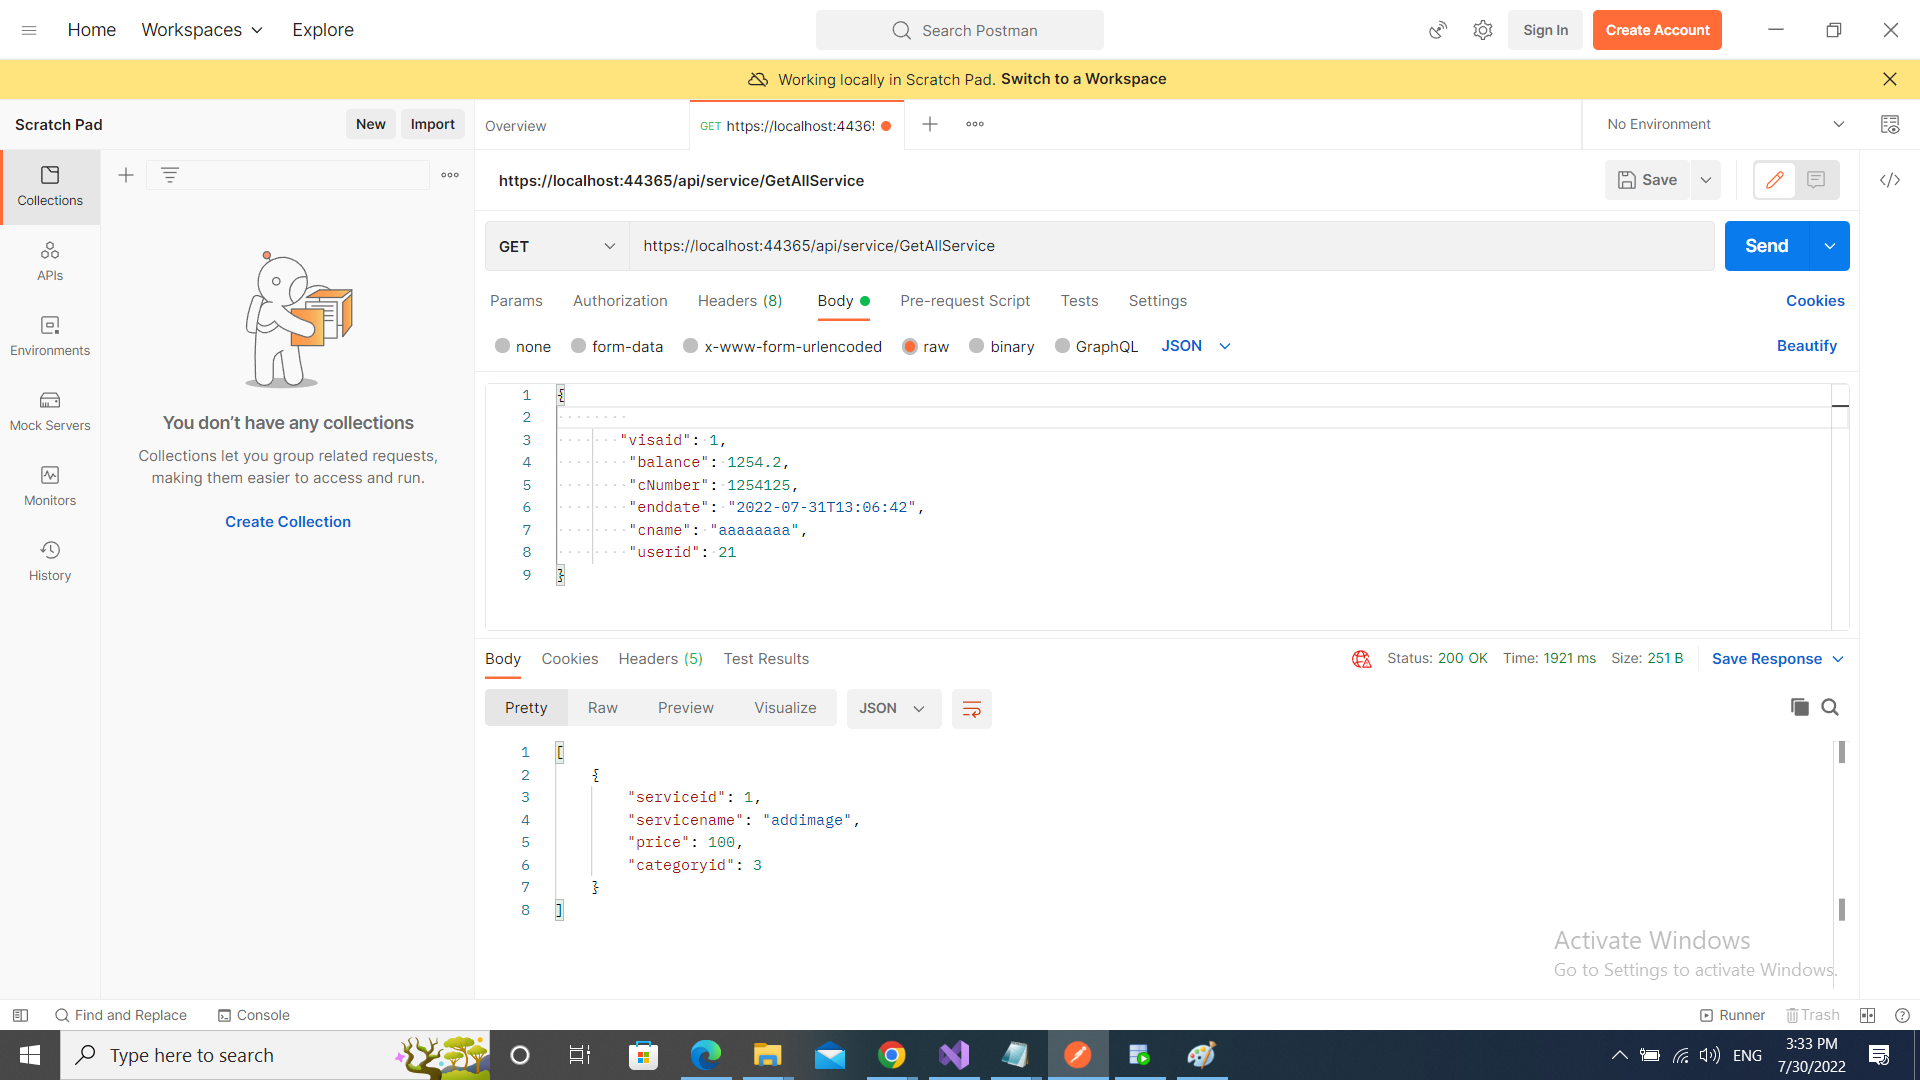 Home
Workspaces
Explore
Search Postman
Sign In
Create Account
Working locally in Scratch Pad. Switch to a Workspace
Scratch Pad
New
Import
Overview
GET https://localhost:44365
No Environment
Collections
APIs
Environments
Mock Servers
Monitors
History
You don't have any collections
Collections let you group related requests,
making them easier to access and run.
Create Collection
https://localhost:44365/api/service/GetAllService
Save
GET
https://localhost:44365/api/service/GetAllService
Send
Params
Authorization
Headers (8)
Body
Pre-request Script
Tests
Settings
Cookies
none
form-data
x-www-form-urlencoded
raw
binary
GraphQL
JSON
Beautify
1 {
2
3 "visaid": 1,
4 "balance": 1254.2,
5 "cNumber": 1254125,
6 "enddate": "2022-07-31T13:06:42",
7 "cname": "aaaaaaaa",
8 "userid": 21
9 }
Body
Cookies
Headers (5)
Test Results
Status: 200 OK
Time: 1921 ms
Size: 251 B
Save Response
Pretty
Raw
Preview
Visualize
JSON
1 [
2 {
3 "serviceid": 1,
4 "servicename": "addimage",
5 "price": 100,
6 "categoryid": 3
7 }
8 ]
Activate Windows
Go to Settings to activate Windows.
Find and Replace
Console
Runner
Trash
Type here to search
ENG
3:33 PM
7/30/2022